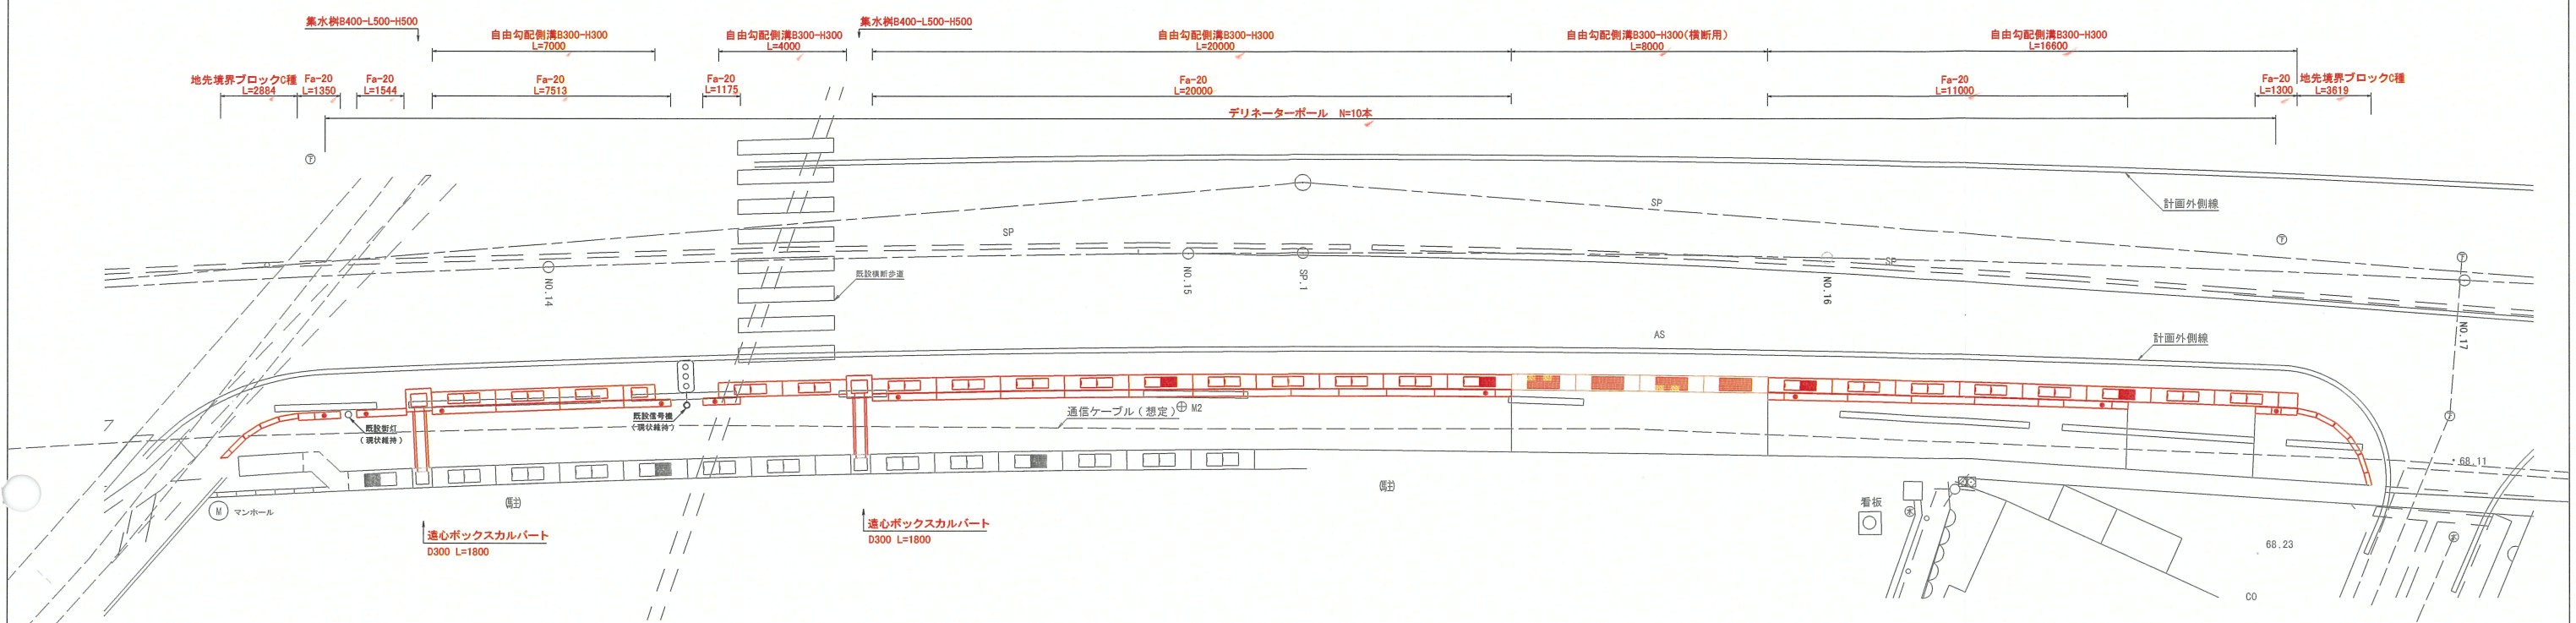 集水桝B400-L500-H500
集水桝B400-L500-H500
自由勾配側溝B300-H300
L=7000
自由勾配側溝B300-H300
L=4000
自由勾配側溝B300-H300
L=20000
自由勾配側溝B300-H300(横断用)
L=8000
自由勾配側溝B300-H300
L=16600
地先境界ブロックC種
L=2884
Fa-20
L=1350
Fa-20
L=1544
Fa-20
L=7513
Fa-20
L=1175
Fa-20
L=20000
Fa-20
L=11000
Fa-20
L=1300
地先境界ブロックC種
L=3619
デリネーターポール N=10本
計画外側線
SP
SP
SP
既設横断歩道
NO.14
NO.15
SP.1
NO.16
NO.17
AS
計画外側線
既設街灯
(現状維持)
既設信号機
(現状維持)
通信ケーブル(想定)
M2
68.11
M
マンホール
看板
遠心ボックスカルバート
D300 L=1800
遠心ボックスカルバート
D300 L=1800
68.23
CO